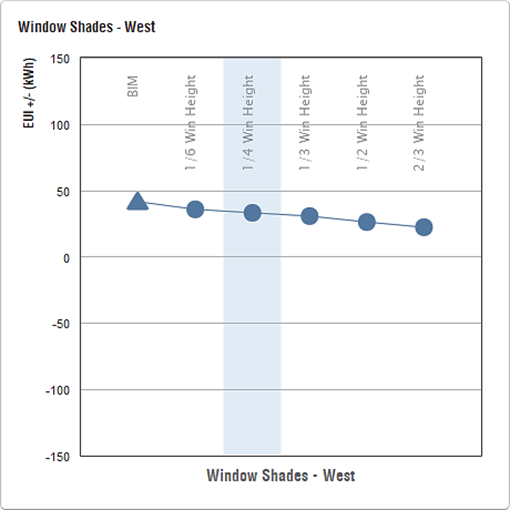 Window Shades - West
EUI +/- (kWh)
150
100
50
0
-50
-100
-150
BIM
1/6 Win Height
1/4 Win Height
1/3 Win Height
1/2 Win Height
2/3 Win Height
Window Shades - West